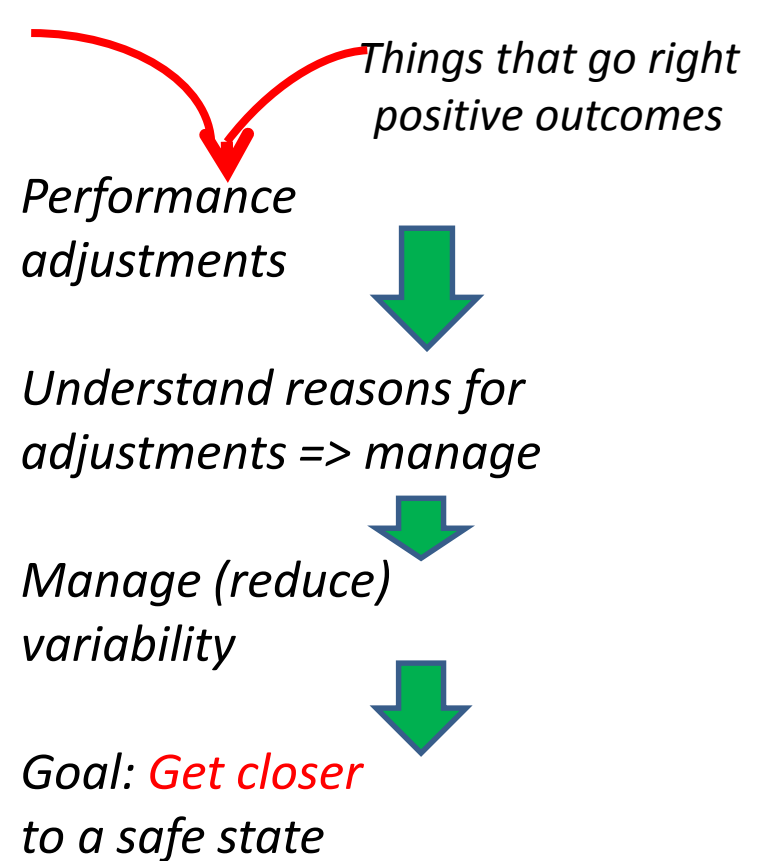 Things that go right
positive outcomes
Performance
adjustments
Understand reasons for
adjustments => manage
Manage (reduce)
variability
Goal: Get closer
to a safe state